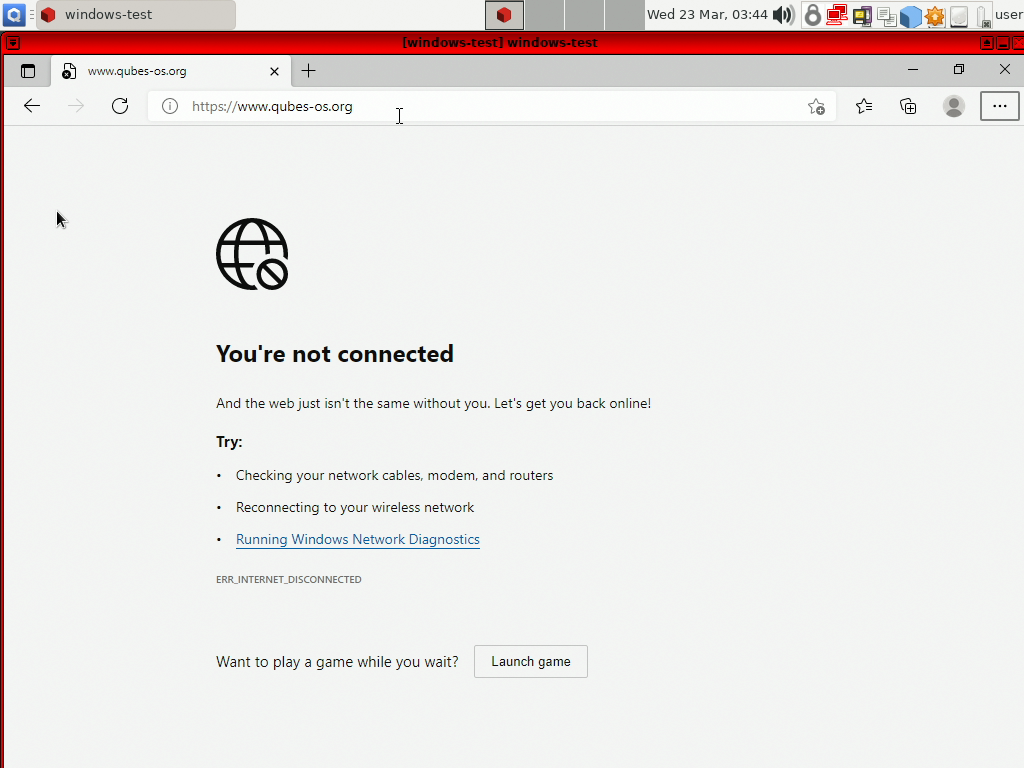 windows-test
Wed 23 Mar, 03:44
user
[windows-test] windows-test
www.qubes-os.org
https://www.qubes-os.org
You're not connected
And the web just isn't the same without you. Let's get you back online!
Try:
• Checking your network cables, modem, and routers
• Reconnecting to your wireless network
• Running Windows Network Diagnostics
ERR_INTERNET_DISCONNECTED
Want to play a game while you wait?
Launch game